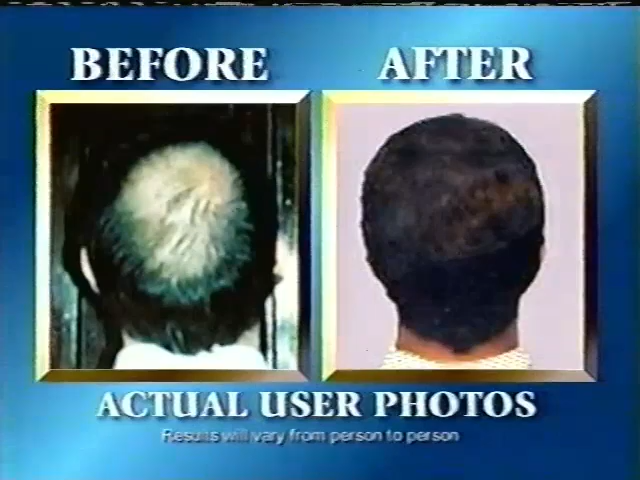 BEFORE AFTER
ACTUAL USER PHOTOS
Results will vary from person to person